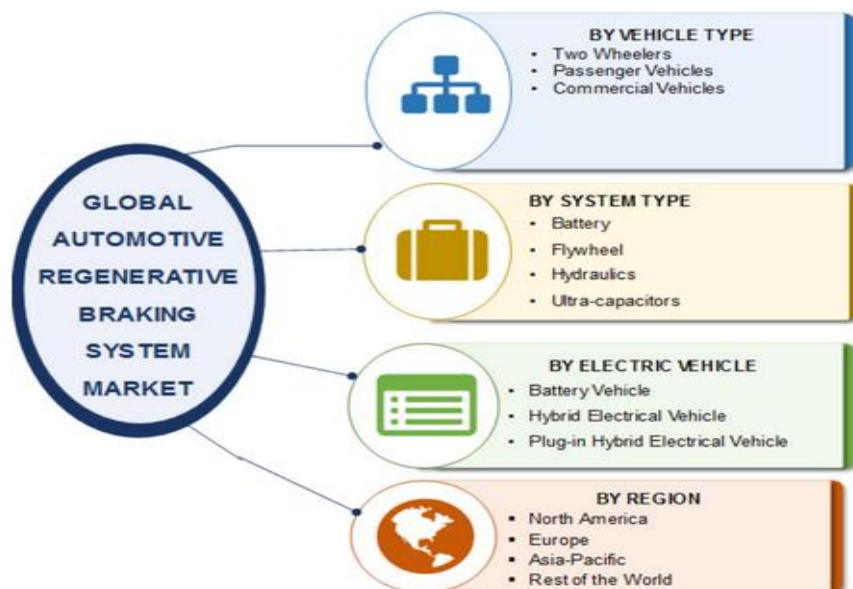 GLOBAL
AUTOMOTIVE
REGENERATIVE
BRAKING
SYSTEM
MARKET
BY VEHICLE TYPE
• Two Wheelers
• Passenger Vehicles
• Commercial Vehicles
BY SYSTEM TYPE
• Battery
• Flywheel
• Hydraulics
• Ultra-capacitors
BY ELECTRIC VEHICLE
• Battery Vehicle
• Hybrid Electrical Vehicle
• Plug-in Hybrid Electrical Vehicle
BY REGION
▪ North America
▪ Europe
▪ Asia-Pacific
▪ Rest of the World